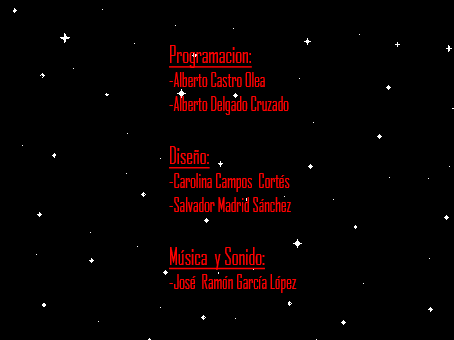 Programacion:
-Alberto Castro Olea
-Alberto Delgado Cruzado
Diseño:
-Carolina Campos Cortés
-Salvador Madrid Sánchez
Música y Sonido:
-José Ramón García López